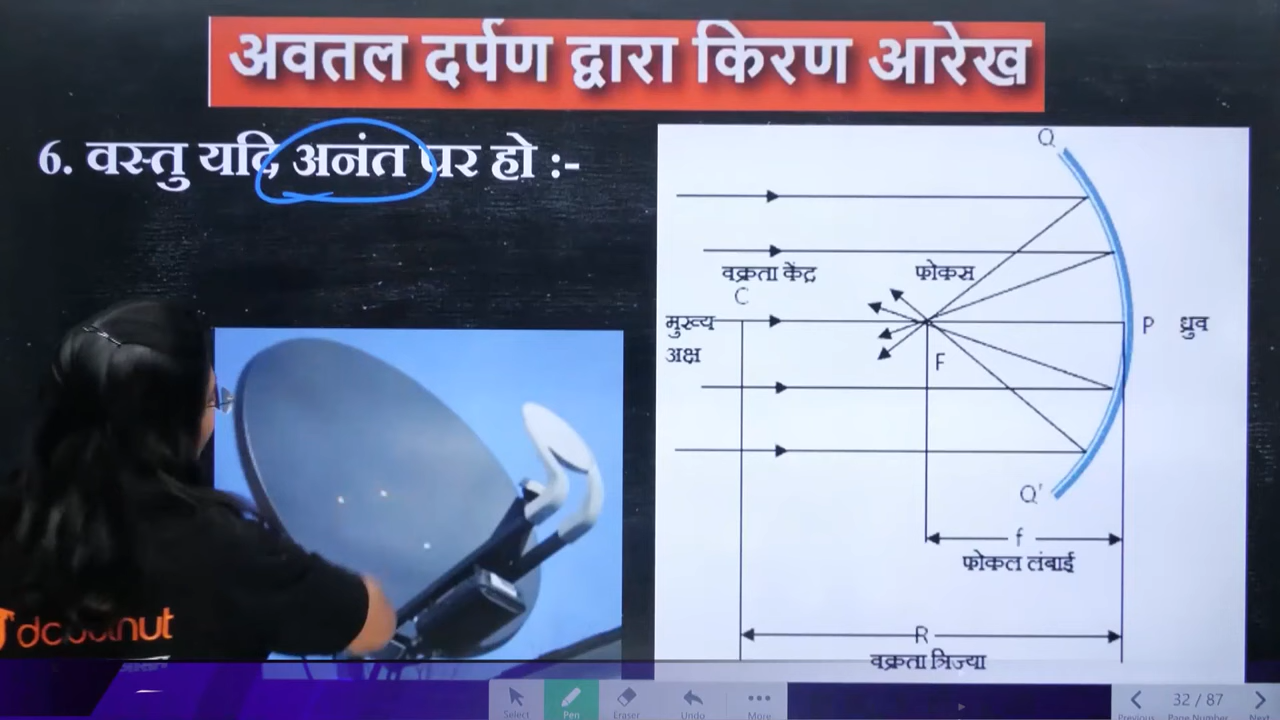 अवतल दर्पण द्वारा किरण आरेख
6. वस्तु यदि अनंत पर हो :-
Q
वक्रता केंद्र
फोकस
C
मुख्य
अक्ष
P ध्रुव
F
Q'
f
फोकल लंबाई
R
वक्रता त्रिज्या
Select
Pen
Eraser
Undo
More
32 / 87
Previous
Page Number
Next